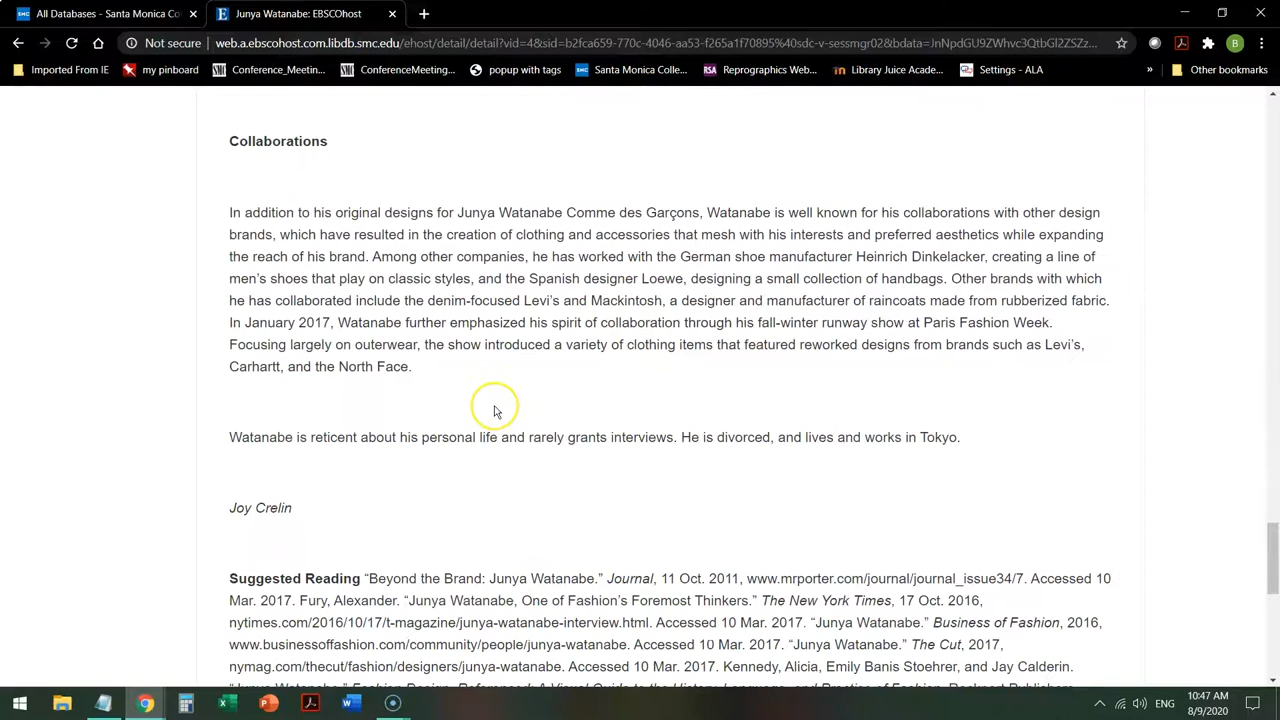 All Databases - Santa Monica Co
Junya Watanabe: EBSCOhost
Not secure
web.a.ebscohost.com.libdb.smc.edu/ehost/detail/detail?vid=4&sid=b2fca659-770c-4046-aa53-f265a1f70895%40sdc-v-sessmgr02&bdata=JnNpdGU9ZWhvc3QtbGl2ZSZz...
B
Imported From IE
my pinboard
Conference_Meetin...
ConferenceMeeting...
popup with tags
Santa Monica Colle...
Reprographics Web...
Library Juice Acade...
Settings - ALA
»
Other bookmarks
Collaborations
In addition to his original designs for Junya Watanabe Comme des Garçons, Watanabe is well known for his collaborations with other design
brands, which have resulted in the creation of clothing and accessories that mesh with his interests and preferred aesthetics while expanding
the reach of his brand. Among other companies, he has worked with the German shoe manufacturer Heinrich Dinkelacker, creating a line of
men's shoes that play on classic styles, and the Spanish designer Loewe, designing a small collection of handbags. Other brands with which
he has collaborated include the denim-focused Levi's and Mackintosh, a designer and manufacturer of raincoats made from rubberized fabric.
In January 2017, Watanabe further emphasized his spirit of collaboration through his fall-winter runway show at Paris Fashion Week.
Focusing largely on outerwear, the show introduced a variety of clothing items that featured reworked designs from brands such as Levi's,
Carhartt, and the North Face.
Watanabe is reticent about his personal life and rarely grants interviews. He is divorced, and lives and works in Tokyo.
Joy Crelin
Suggested Reading “Beyond the Brand: Junya Watanabe.” Journal, 11 Oct. 2011, www.mrporter.com/journal/journal_issue34/7. Accessed 10
Mar. 2017. Fury, Alexander. “Junya Watanabe, One of Fashion's Foremost Thinkers.” The New York Times, 17 Oct. 2016,
nytimes.com/2016/10/17/t-magazine/junya-watanabe-interview.html. Accessed 10 Mar. 2017. “Junya Watanabe.” Business of Fashion, 2016,
www.businessoffashion.com/community/people/junya-watanabe. Accessed 10 Mar. 2017. “Junya Watanabe.” The Cut, 2017,
nymag.com/thecut/fashion/designers/junya-watanabe. Accessed 10 Mar. 2017. Kennedy, Alicia, Emily Banis Stoehrer, and Jay Calderin.
ENG
10:47 AM
8/9/2020